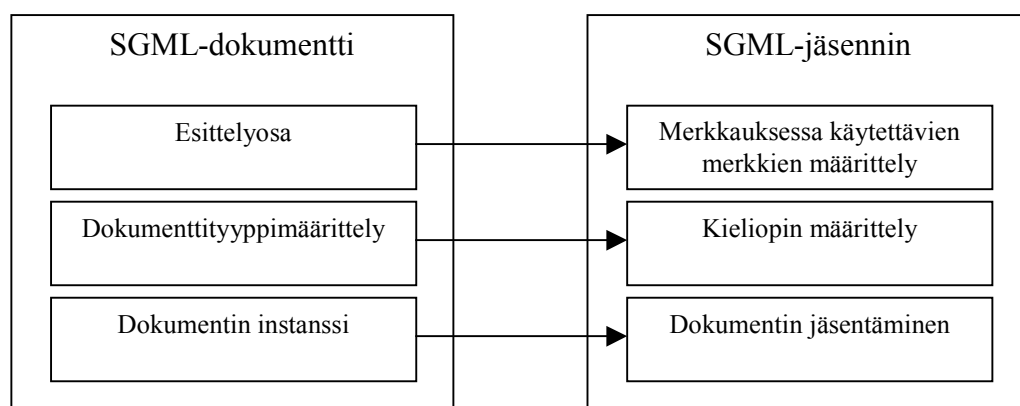 SGML-dokumentti
Esittelyosa
Dokumenttityyppimäärittely
Dokumentin instanssi
SGML-jäsennin
Merkkauksessa käytettävien
merkkien määrittely
Kieliopin määrittely
Dokumentin jäsentäminen